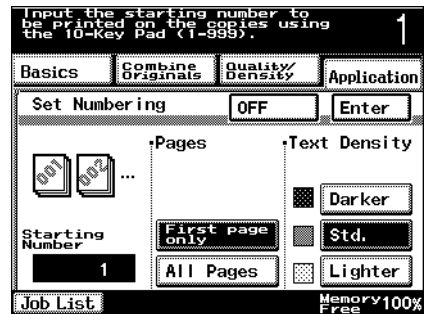 Input the starting number to
be printed on the copies using
the 10-Key Pad (1-999).
1
Basics
Combine
Originals
Quality/
Density
Application
Set Numbering
OFF
Enter
001
002
...
▪Pages
▪Text Density
Darker
Starting
Number
First page
only
Std.
1
All Pages
Lighter
Job List
Memory
Free
100%